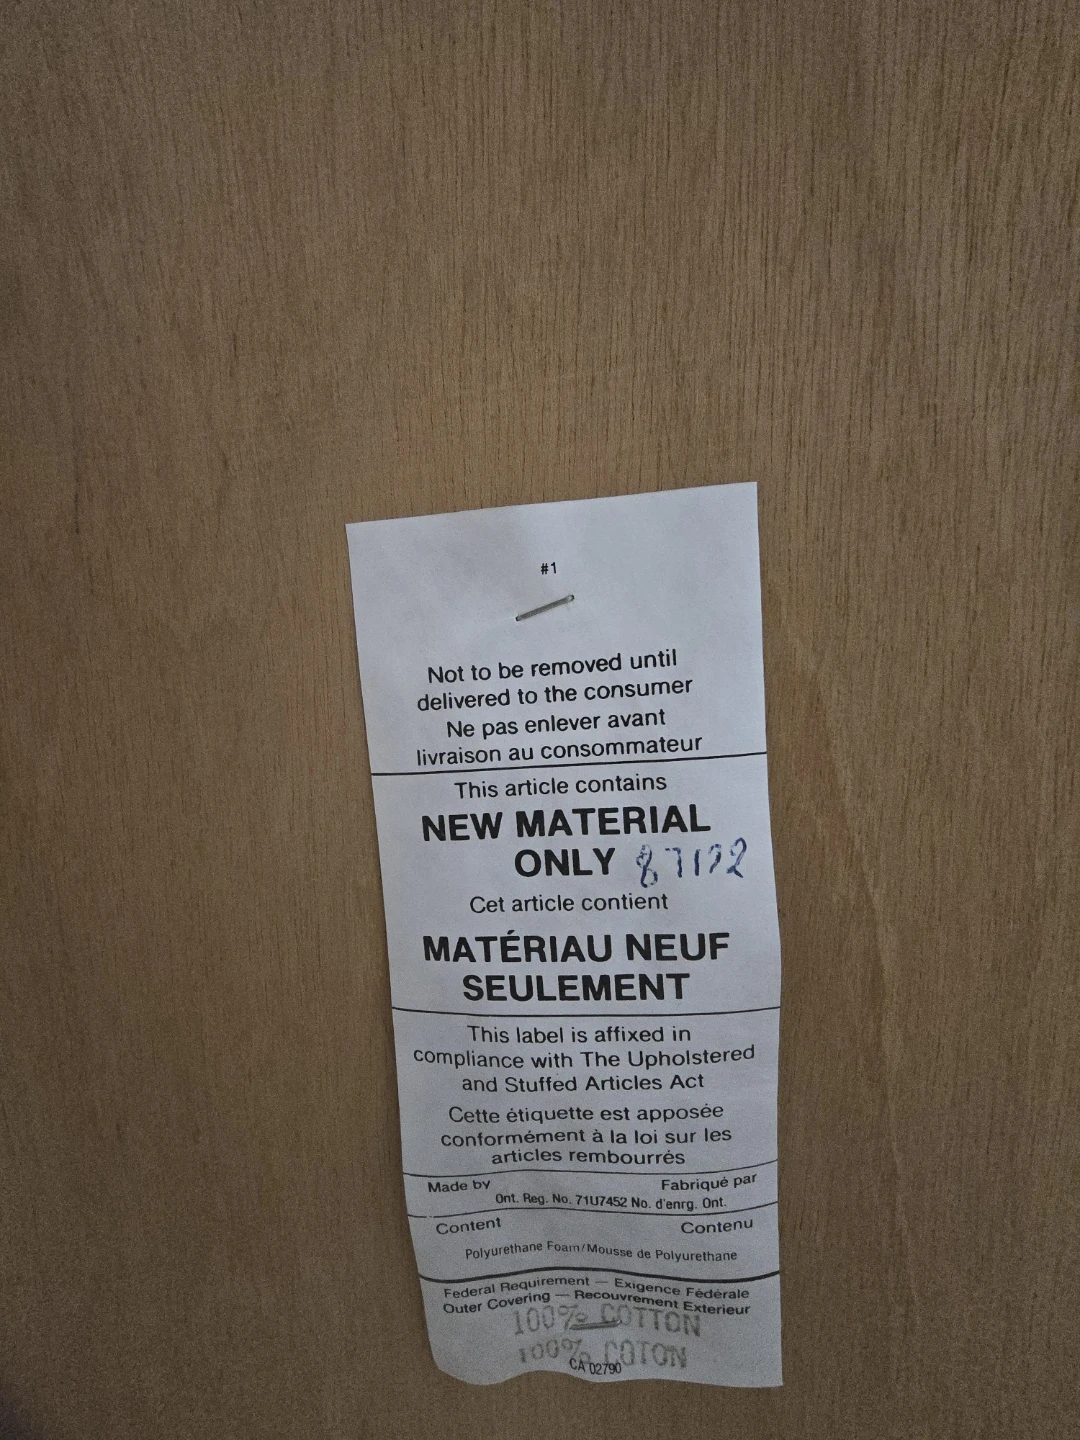 #1
Not to be removed until
delivered to the consumer
Ne pas enlever avant
livraison au consommateur
This article contains
NEW MATERIAL
ONLY 87122
Cet article contient
MATÉRIAU NEUF
SEULEMENT
This label is affixed in
compliance with The Upholstered
and Stuffed Articles Act
Cette étiquette est apposée
conformément à la loi sur les
articles rembourrés
Made by Fabriqué par
Ont. Reg. No. 71U7452 No. d'enrg. Ont.
Content Contenu
Polyurethane Foam/Mousse de Polyurethane
Federal Requirement — Exigence Fédérale
Outer Covering — Recouvrement Exterieur
100% COTTON
100% COTON
CA 02790